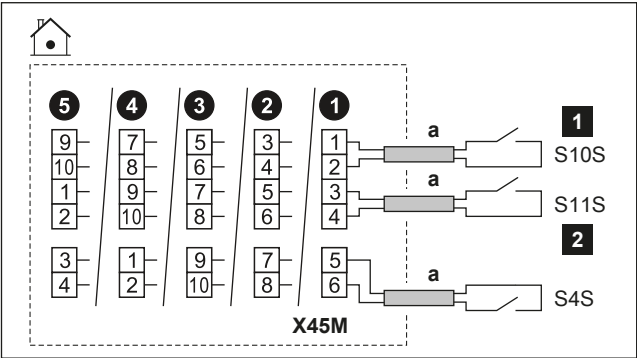 5 4 3 2 1
9 7 5 3 1 a 1
10 8 6 4 2 S10S
1 9 7 5 3 a S11S
2 10 8 6 4 2
3 1 9 7 5 a S4S
4 2 10 8 6
X45M